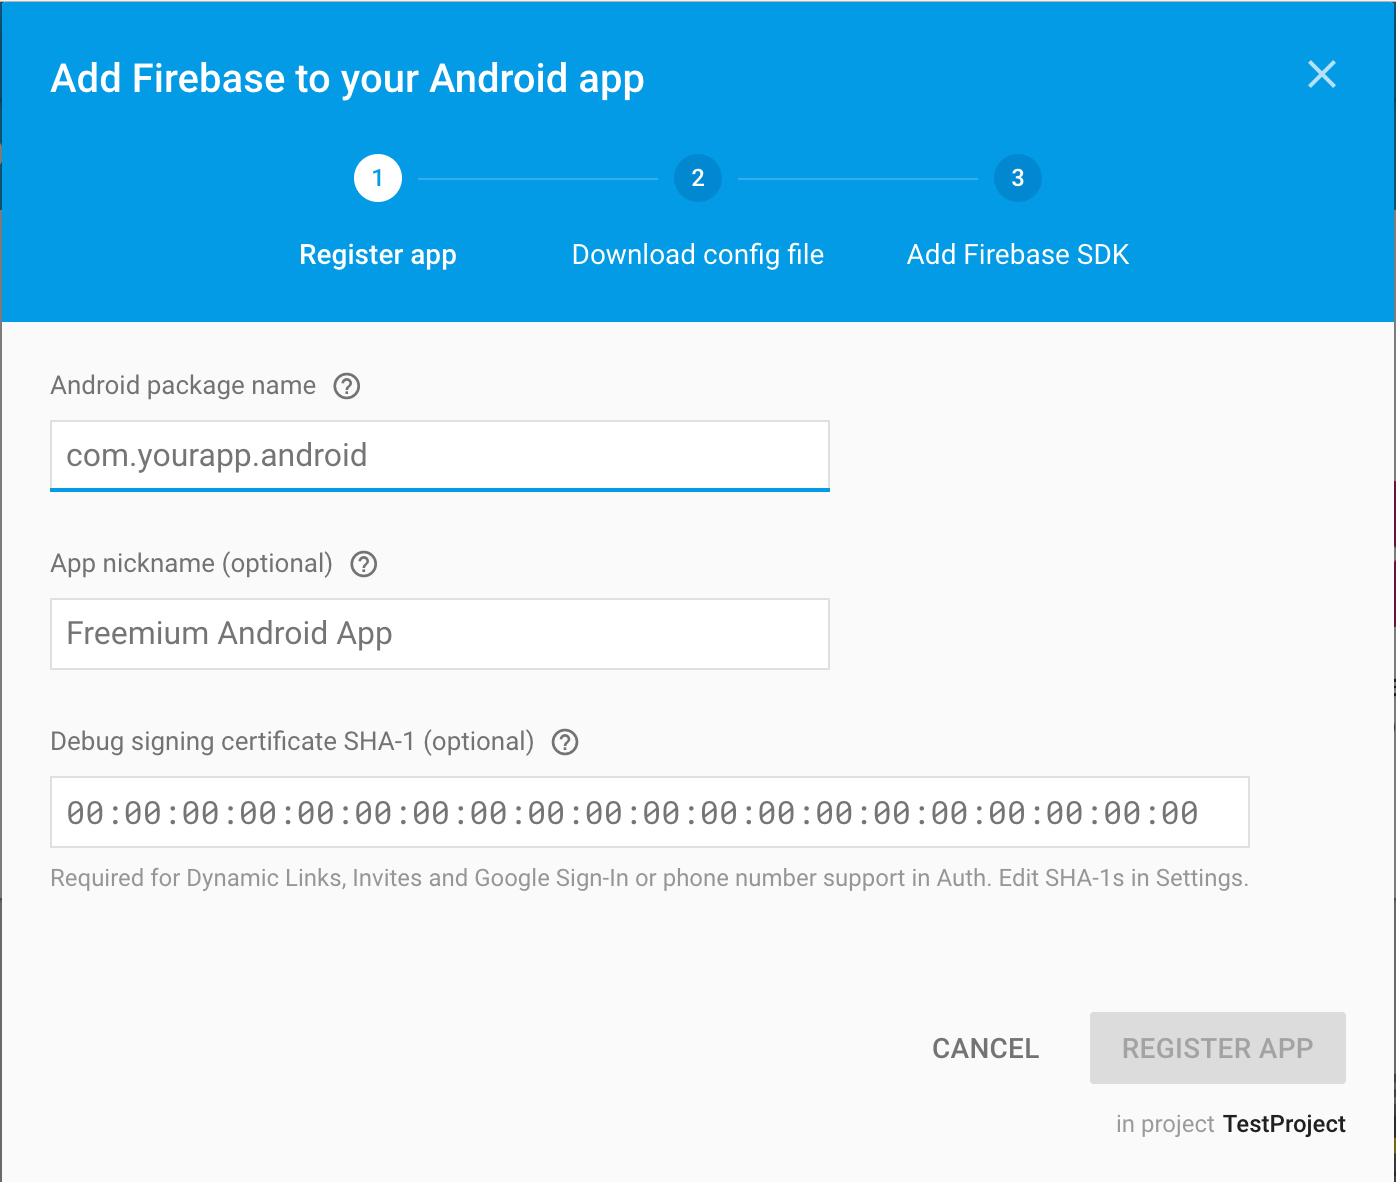 Add Firebase to your Android app
1
2
3
Register app
Download config file
Add Firebase SDK
Android package name
com.yourapp.android
App nickname (optional)
Freemium Android App
Debug signing certificate SHA-1 (optional)
00:00:00:00:00:00:00:00:00:00:00:00:00:00:00:00:00:00:00:00
Required for Dynamic Links, Invites and Google Sign-In or phone number support in Auth. Edit SHA-1s in Settings.
CANCEL
REGISTER APP
in project TestProject